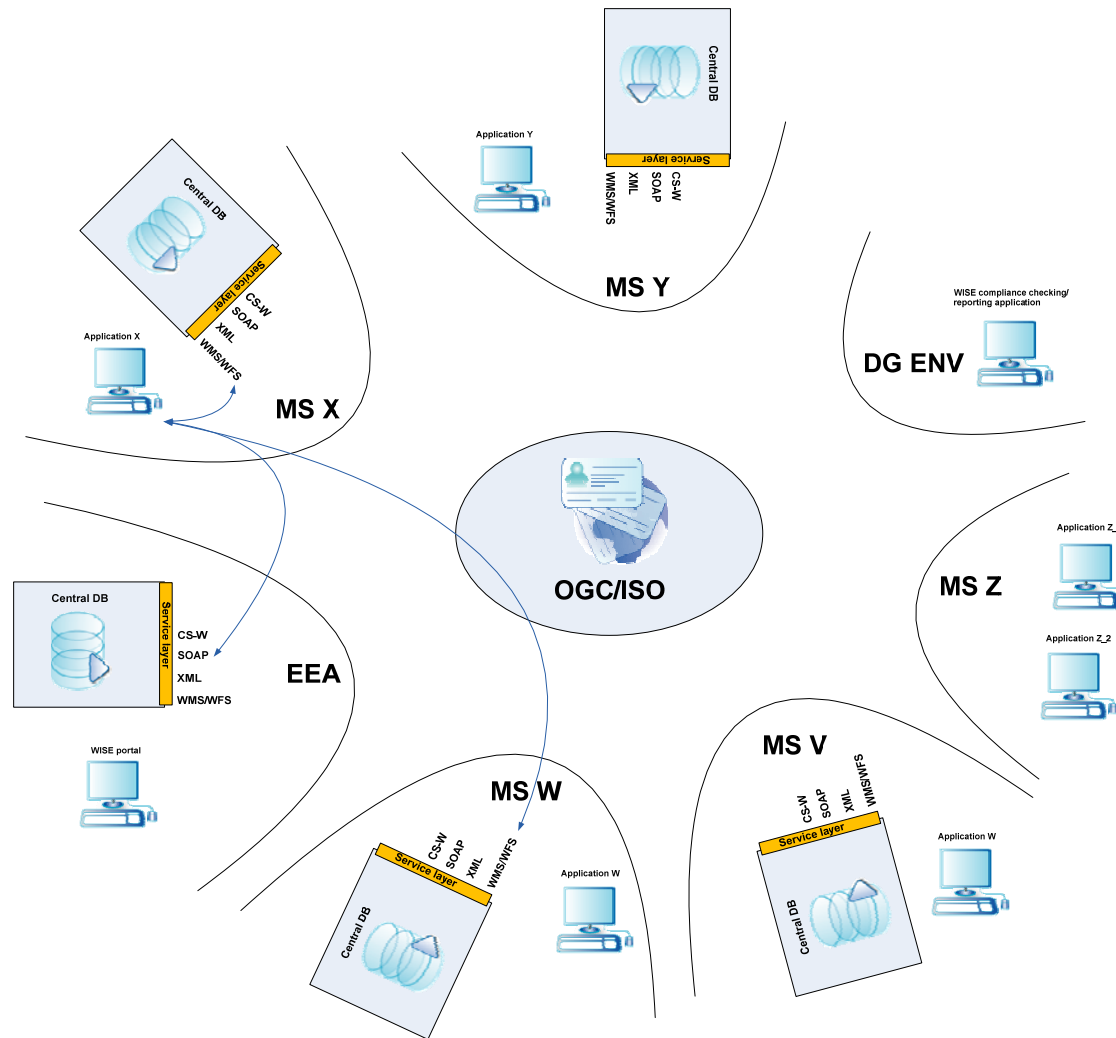 Application Y
Central DB
Service layer
WMS/WFS
XML
SOAP
CS-W
MS Y
Central DB
Service layer
CS-W
SOAP
XML
WMS/WFS
Application X
MS X
WISE compliance checking/
reporting application
DG ENV
OGC/ISO
Application Z_
Application Z_2
MS Z
Central DB
Service layer
CS-W
SOAP
XML
WMS/WFS
EEA
WISE portal
MS W
CS-W
SOAP
XML
WMS/WFS
Service layer
Central DB
Application W
MS V
CS-W
SOAP
XML
WMS/WFS
Service layer
Central DB
Application W